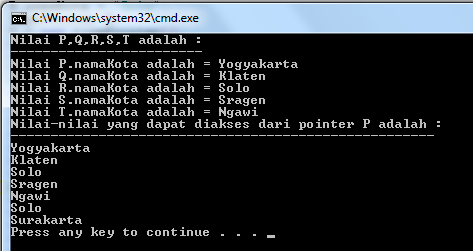 C:\Windows\system32\cmd.exe
Nilai P,Q,R,S,T adalah :
---------------------------
Nilai P.namaKota adalah = Yogyakarta
Nilai Q.namaKota adalah = Klaten
Nilai R.namaKota adalah = Solo
Nilai S.namaKota adalah = Sragen
Nilai T.namaKota adalah = Ngawi
Nilai-nilai yang dapat diakses dari pointer P adalah :
------------------------------------------------------------
Yogyakarta
Klaten
Solo
Sragen
Ngawi
Solo
Surakarta
Press any key to continue . . . _